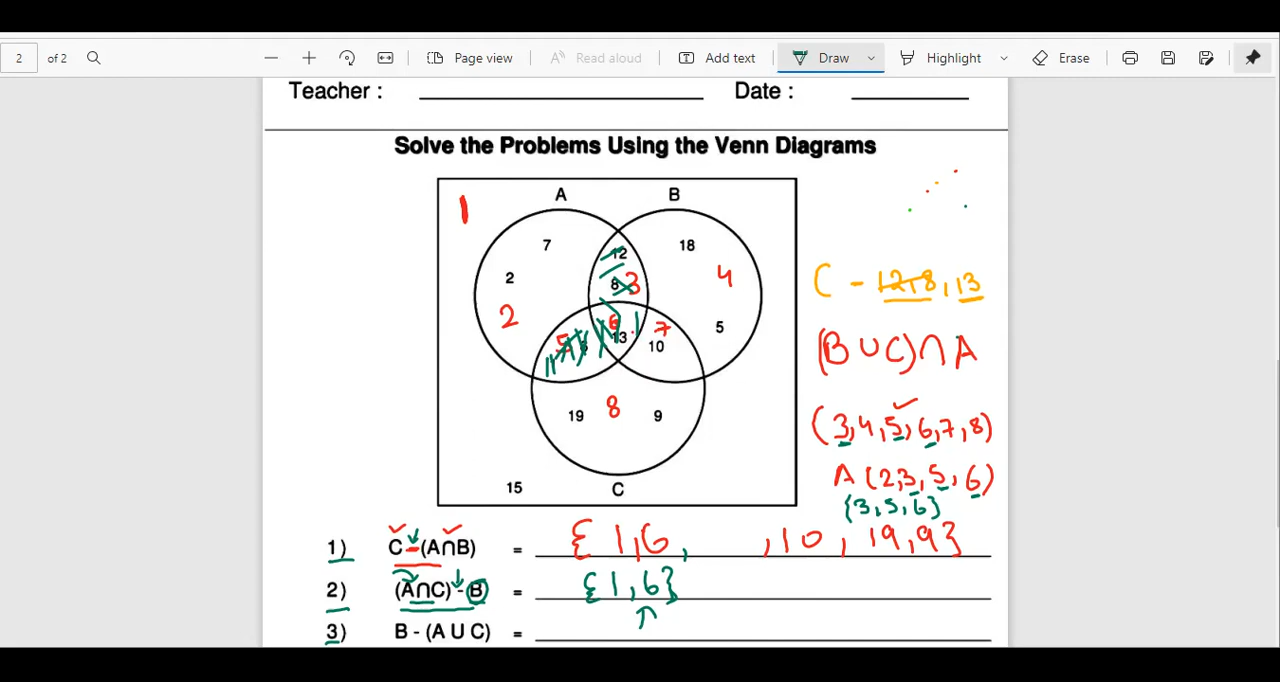 2 of 2 Page view Read aloud Add text Draw Highlight Erase
Teacher : Date :
Solve the Problems Using the Venn Diagrams
A B
1
7 12 18
2 8 3 4
2 6 7 5
5 13 10
19 8 9
15 C
C - 12,8,13
(B ∪ C) ∩ A
(3,4,5,6,7,8)
A (2,3,5,6)
{3,5,6}
1) C - (A∩B) = { 1,6, ,10, 19,9}
2) (A∩C) - B = {1,6}
3) B - (A U C) =